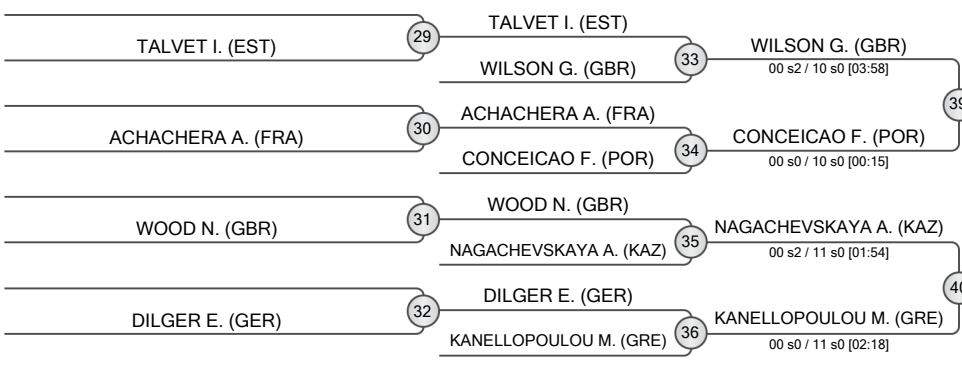 TALVET I. (EST)
29
TALVET I. (EST)
WILSON G. (GBR)
33
WILSON G. (GBR)
00 s2 / 10 s0 [03:58]
39
ACHACHERA A. (FRA)
30
ACHACHERA A. (FRA)
CONCEICAO F. (POR)
34
CONCEICAO F. (POR)
00 s0 / 10 s0 [00:15]
WOOD N. (GBR)
31
WOOD N. (GBR)
NAGACHEVSKAYA A. (KAZ)
35
NAGACHEVSKAYA A. (KAZ)
00 s2 / 11 s0 [01:54]
40
DILGER E. (GER)
32
DILGER E. (GER)
KANELLOPOULOU M. (GRE)
36
KANELLOPOULOU M. (GRE)
00 s0 / 11 s0 [02:18]